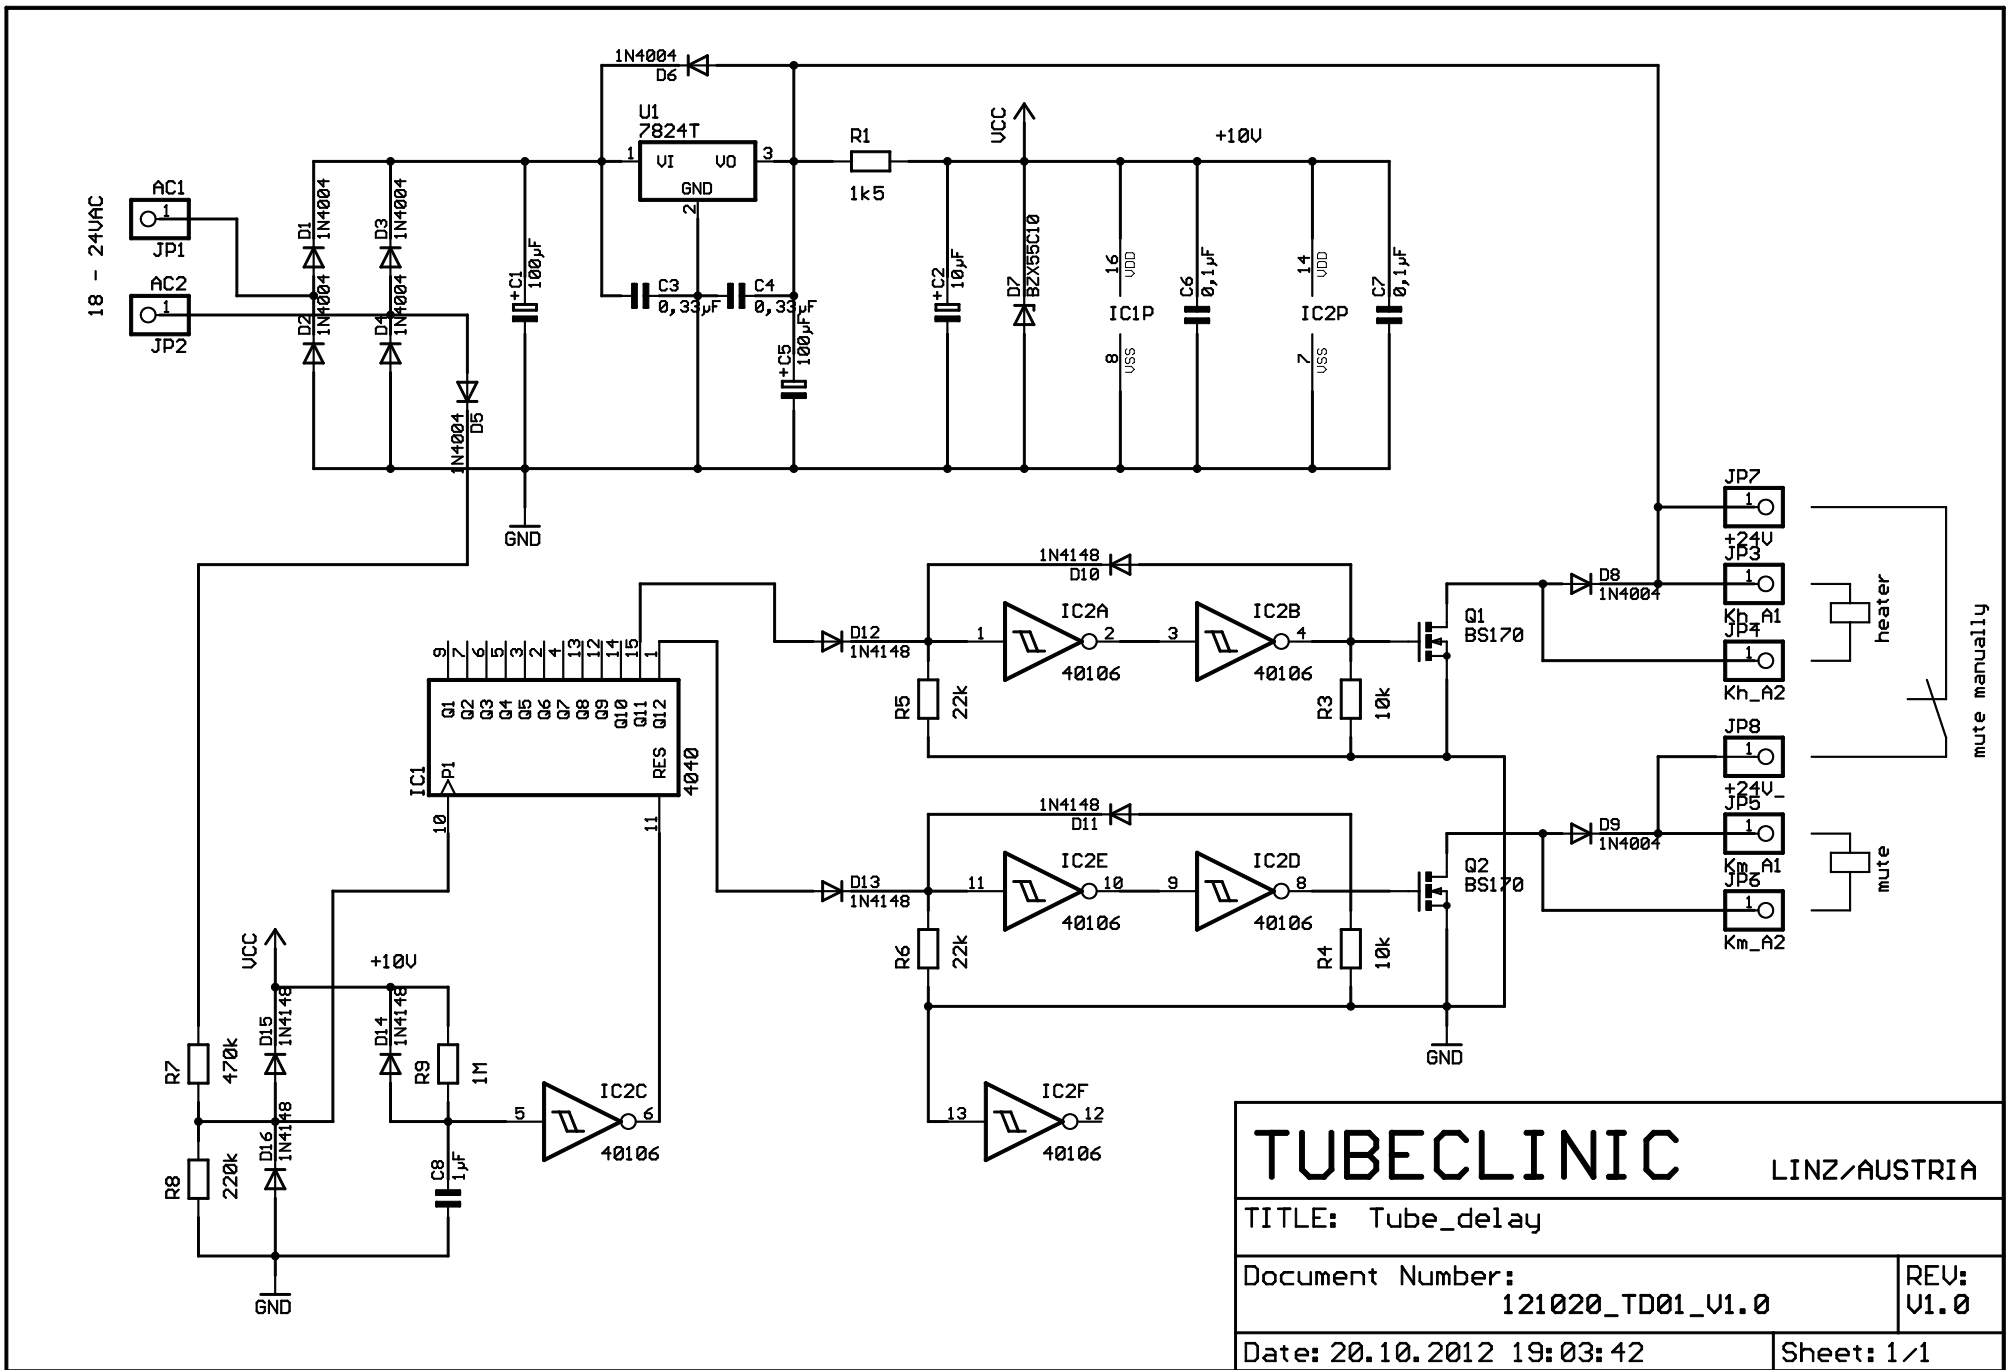 1N4004
D6
U1
7824T
1
VI
VO
3
GND
2
R1
1k5
VCC
+10V
18 - 24VAC
AC1
1
JP1
AC2
1
JP2
D1
1N4004
D3
1N4004
D2
1N4004
D4
1N4004
+C1
100µF
C3
0,33µF
C4
0,33µF
+C5
100µF
+C2
10µF
D7
BZX55C10
16
VDD
IC1P
8
VSS
C6
0,1µF
14
VDD
IC2P
7
VSS
C7
0,1µF
1N4004
D5
GND
JP7
1
+24V
JP3
1
Kh_A1
JP4
1
Kh_A2
heater
mute manually
JP8
1
+24V_
JP5
1
Km_A1
JP6
1
Km_A2
mute
1N4148
D10
IC2A
1
2
40106
IC2B
3
4
40106
D12
1N4148
R5
22k
R3
10k
Q1
BS170
D8
1N4004
9
7
6
5
3
2
4
13
12
14
15
1
Q1
Q2
Q3
Q4
Q5
Q6
Q7
Q8
Q9
Q10
Q11
Q12
IC1
P1
RES
4040
10
11
1N4148
D11
IC2E
11
10
40106
IC2D
9
8
40106
D13
1N4148
R6
22k
R4
10k
Q2
BS170
D9
1N4004
GND
VCC
+10V
D15
1N4148
D14
1N4148
R7
470k
R9
1M
D16
1N4148
R8
220k
C8
1µF
IC2C
5
6
40106
IC2F
13
12
40106
GND
TUBECLINIC
LINZ/AUSTRIA
TITLE: Tube_delay
Document Number:
121020_TD01_V1.0
REV:
V1.0
Date: 20.10.2012 19:03:42
Sheet: 1/1